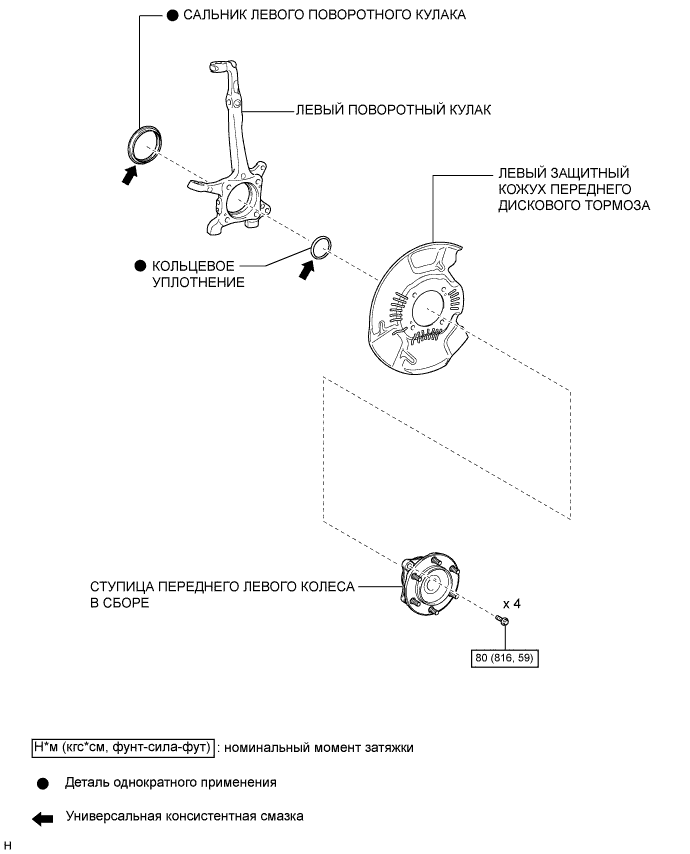 САЛЬНИК ЛЕВОГО ПОВОРОТНОГО КУЛАКА
ЛЕВЫЙ ПОВОРОТНЫЙ КУЛАК
ЛЕВЫЙ ЗАЩИТНЫЙ
КОЖУХ ПЕРЕДНЕГО
ДИСКОВОГО ТОРМОЗА
КОЛЬЦЕВОЕ
УПЛОТНЕНИЕ
СТУПИЦА ПЕРЕДНЕГО ЛЕВОГО КОЛЕСА
В СБОРЕ
x 4
80 (816, 59)
Н*м (кгс*см, фунт-сила-фут) : номинальный момент затяжки
Деталь однократного применения
Универсальная консистентная смазка
Н